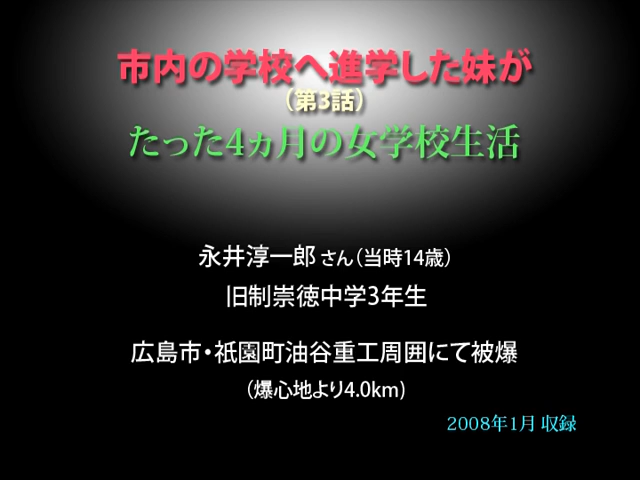 市内の学校へ進学した妹が
（第3話）
たった4ヵ月の女学校生活
永井淳一郎さん（当時14歳）
旧制崇徳中学3年生
広島市・祇園町油谷重工周囲にて被爆
(爆心地より4.0km)
2008年1月 収録